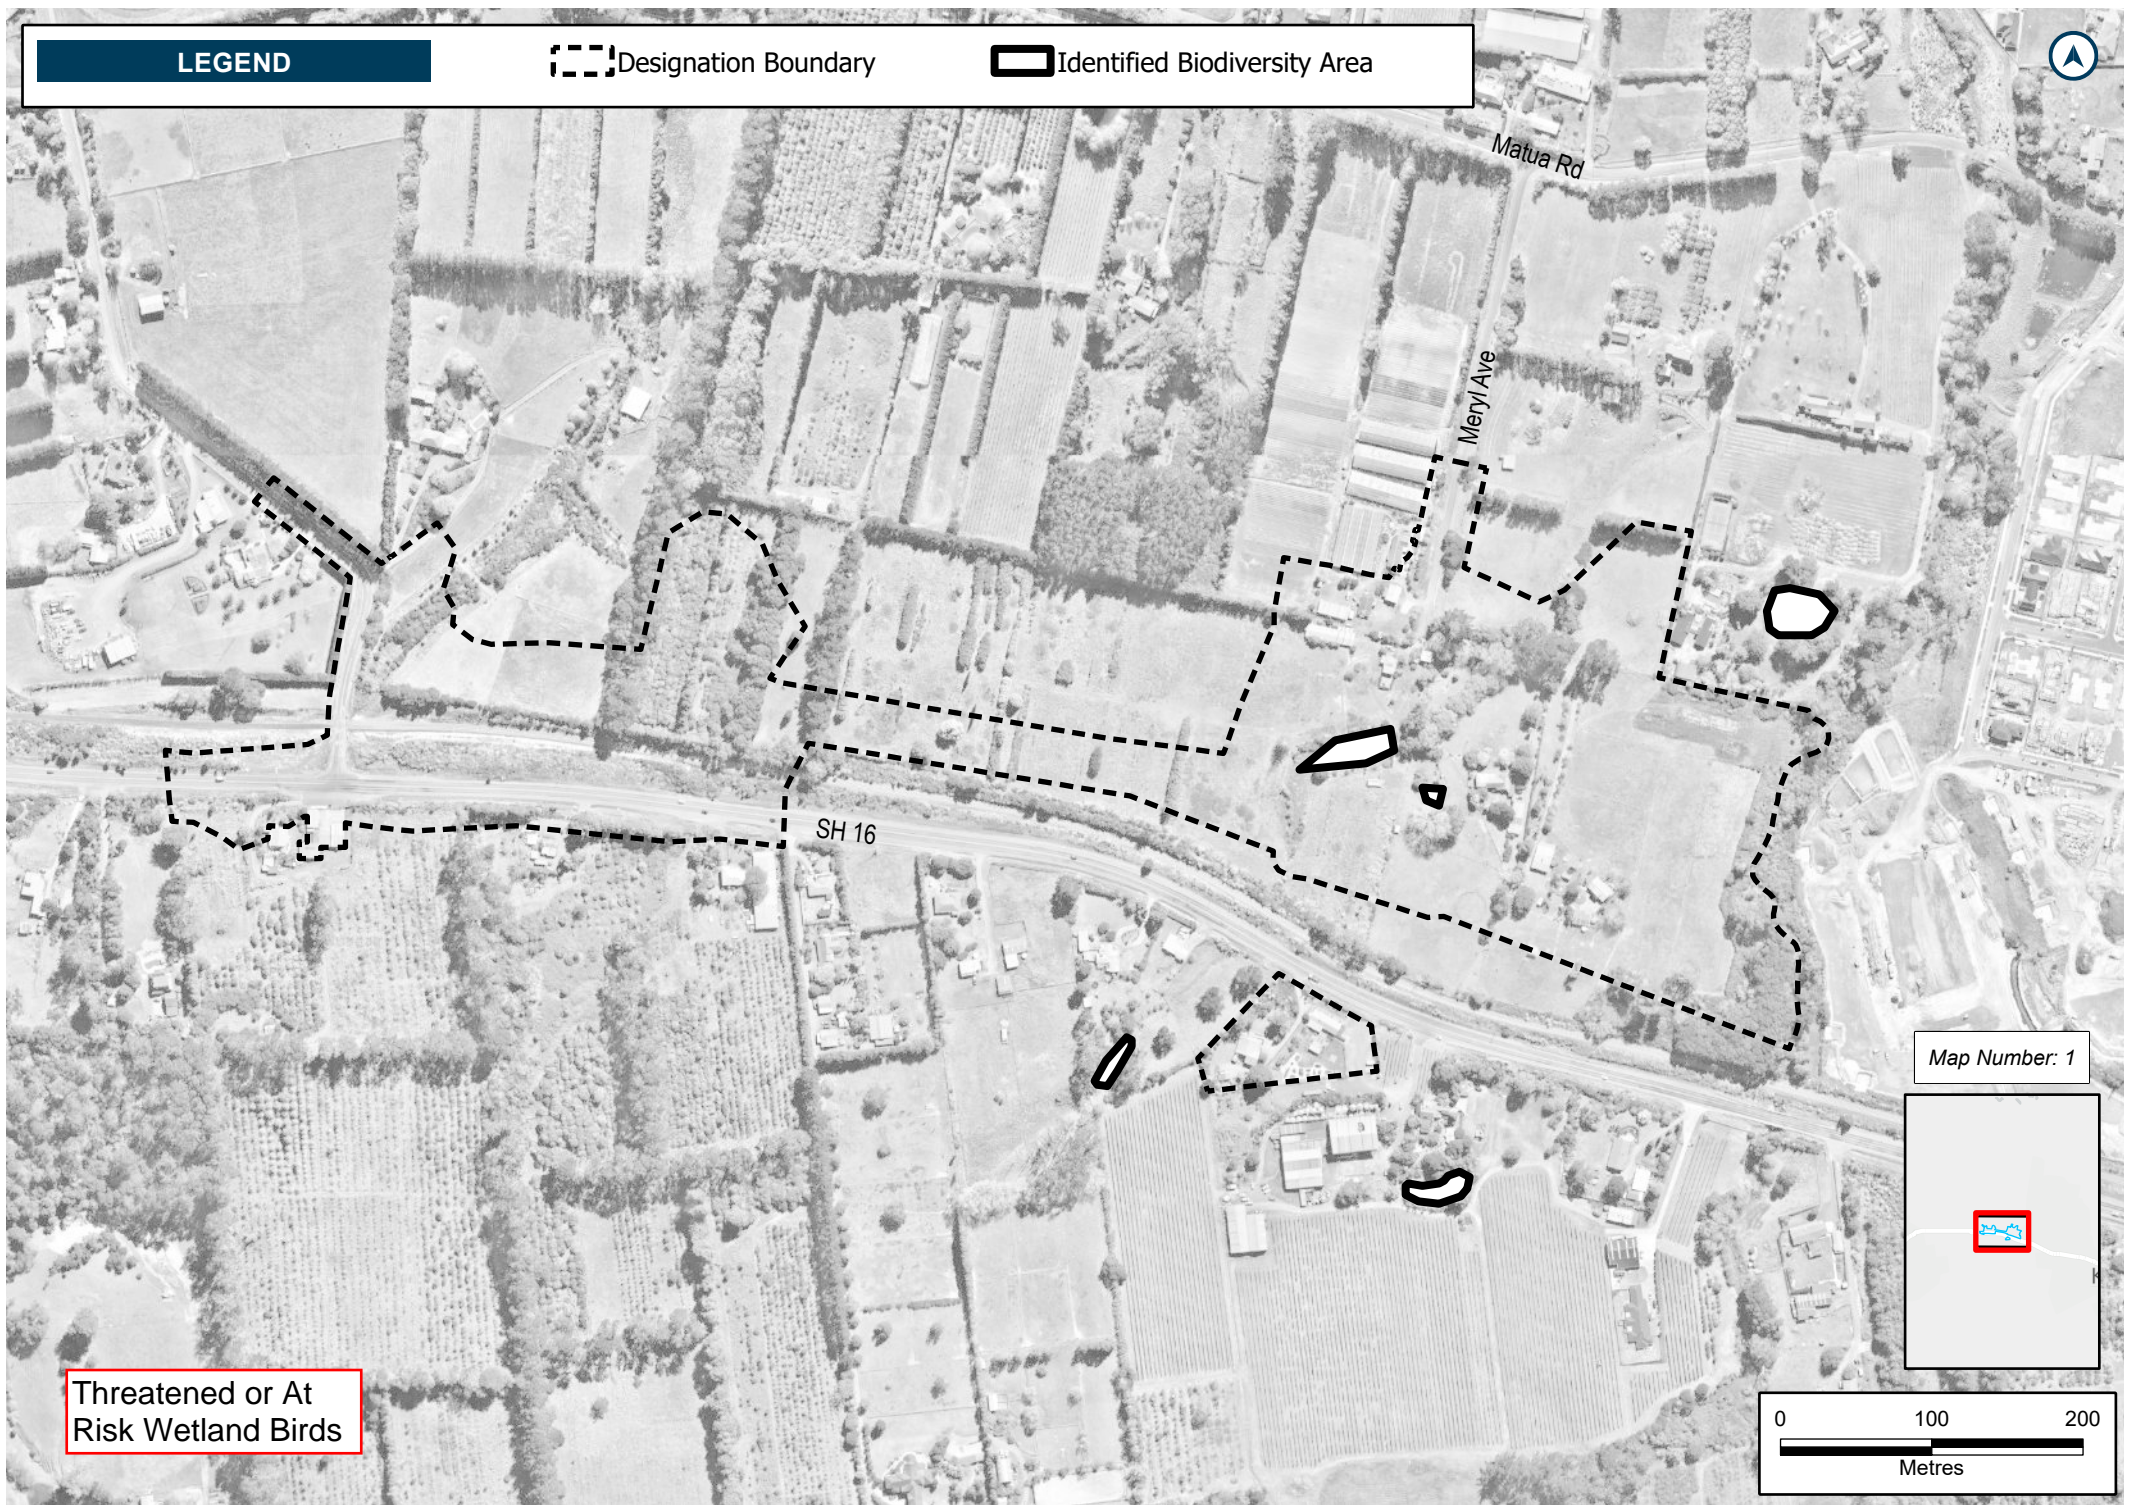 LEGEND
Designation Boundary
Identified Biodiversity Area
Matua Rd
Meryl Ave
SH 16
Map Number: 1
K
Threatened or At
Risk Wetland Birds
0 100 200
Metres